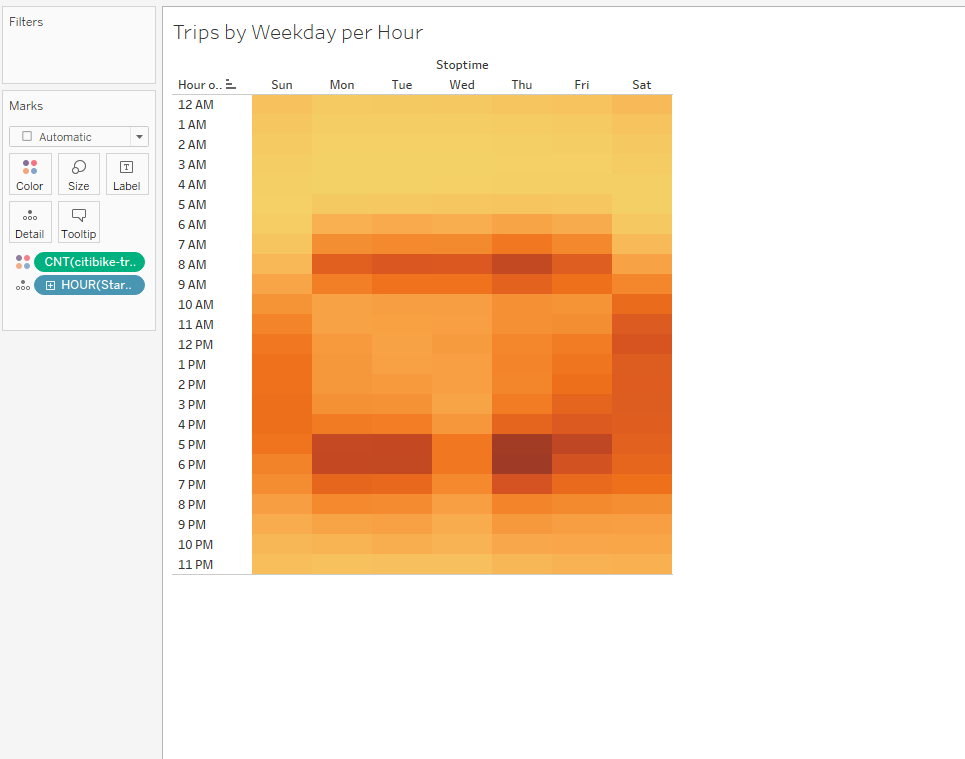 Filters
Marks
Automatic
Color Size Label
Detail Tooltip
CNT(citibike-tr..
HOUR(Star..
Trips by Weekday per Hour
Stoptime
Hour o.. Sun Mon Tue Wed Thu Fri Sat
12 AM
1 AM
2 AM
3 AM
4 AM
5 AM
6 AM
7 AM
8 AM
9 AM
10 AM
11 AM
12 PM
1 PM
2 PM
3 PM
4 PM
5 PM
6 PM
7 PM
8 PM
9 PM
10 PM
11 PM